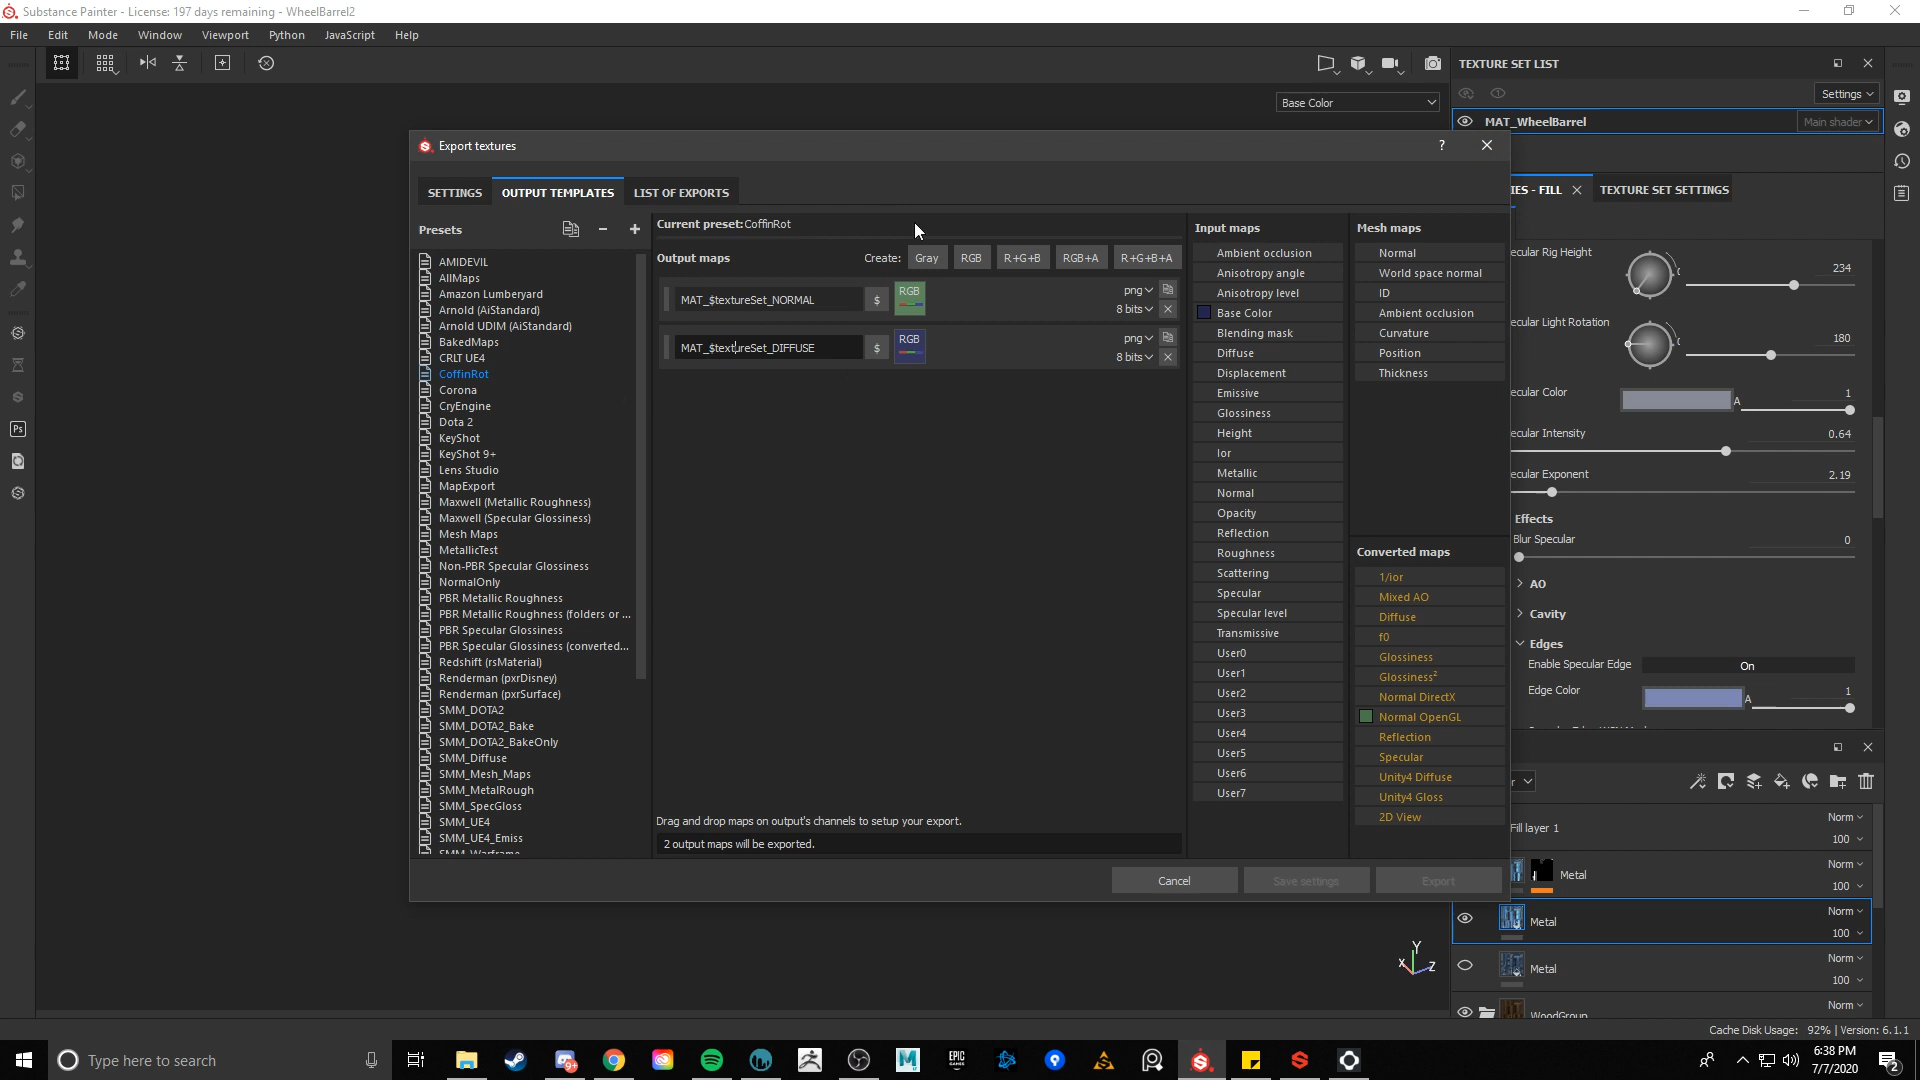 Substance Painter - License: 197 days remaining - WheelBarrel2
File Edit Mode Window Viewport Python JavaScript Help
Base Color
TEXTURE SET LIST
Settings
MAT_WheelBarrel
Main shader
Export textures
?
SETTINGS
OUTPUT TEMPLATES
LIST OF EXPORTS
Presets
AMIDEVIL
AllMaps
Amazon Lumberyard
Arnold (AiStandard)
Arnold UDIM (AiStandard)
BakedMaps
CRLT UE4
CoffinRot
Corona
CryEngine
Dota 2
KeyShot
KeyShot 9+
Lens Studio
MapExport
Maxwell (Metallic Roughness)
Maxwell (Specular Glossiness)
Mesh Maps
MetallicTest
Non-PBR Specular Glossiness
NormalOnly
PBR Metallic Roughness
PBR Metallic Roughness (folders or ...
PBR Specular Glossiness
PBR Specular Glossiness (converted...
Redshift (rsMaterial)
Renderman (pxrDisney)
Renderman (pxrSurface)
SMM_DOTA2
SMM_DOTA2_Bake
SMM_DOTA2_BakeOnly
SMM_Diffuse
SMM_Mesh_Maps
SMM_MetalRough
SMM_SpecGloss
SMM_UE4
SMM_UE4_Emiss
SMM_Warframe
Current preset: CoffinRot
Output maps
Create: Gray RGB R+G+B RGB+A R+G+B+A
MAT_$textureSet_NORMAL $ RGB png
8 bits
MAT_$textureSet_DIFFUSE $ RGB png
8 bits
Drag and drop maps on output's channels to setup your export.
2 output maps will be exported.
Input maps
Ambient occlusion
Anisotropy angle
Anisotropy level
Base Color
Blending mask
Diffuse
Displacement
Emissive
Glossiness
Height
Ior
Metallic
Normal
Opacity
Reflection
Roughness
Scattering
Specular
Specular level
Transmissive
User0
User1
User2
User3
User4
User5
User6
User7
Mesh maps
Normal
World space normal
ID
Ambient occlusion
Curvature
Position
Thickness
Converted maps
1/ior
Mixed AO
Diffuse
f0
Glossiness
Glossiness²
Normal DirectX
Normal OpenGL
Reflection
Specular
Unity4 Diffuse
Unity4 Gloss
2D View
Cancel
Save settings
Export
IES - FILL
TEXTURE SET SETTINGS
ecular Rig Height
234
ecular Light Rotation
180
ecular Color
A
1
ecular Intensity
0.64
ecular Exponent
2.19
Effects
Blur Specular
0
AO
Cavity
Edges
Enable Specular Edge
On
Edge Color
A
1
Fill layer 1
Norm
100
Metal
Norm
100
Metal
Norm
100
Metal
Norm
100
WoodGroup
Norm
Y
X
Z
Ps
Cache Disk Usage: 92% | Version: 6.1.1
Type here to search
9+
EPIC
GAMES
6:38 PM
7/7/2020
2